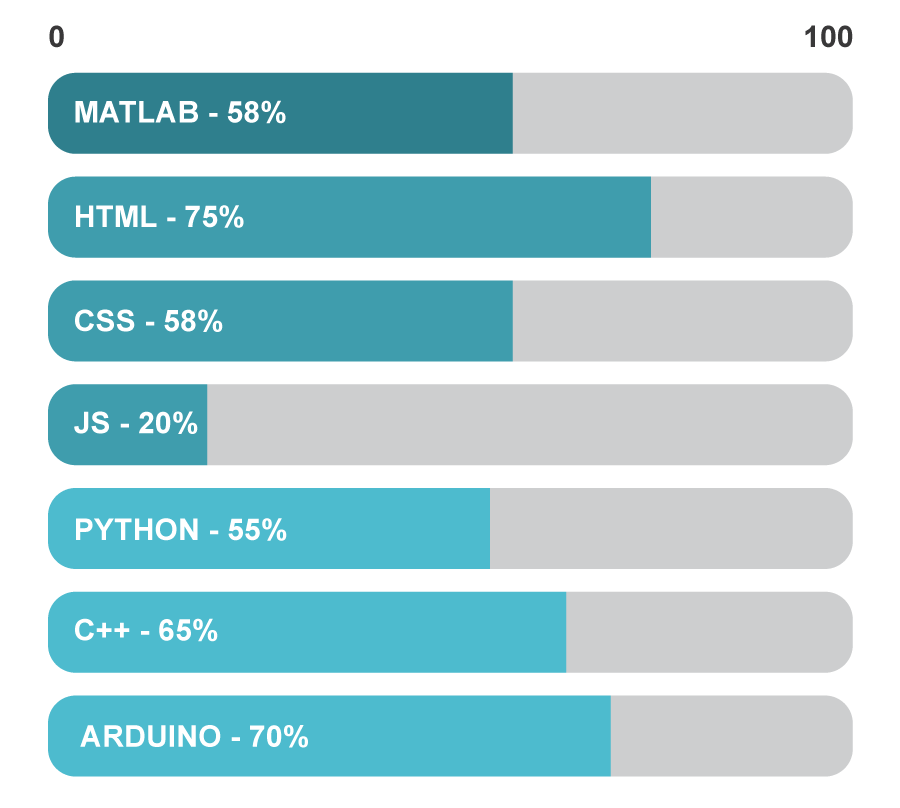 0 100
MATLAB - 58%
HTML - 75%
CSS - 58%
JS - 20%
PYTHON - 55%
C++ - 65%
ARDUINO - 70%